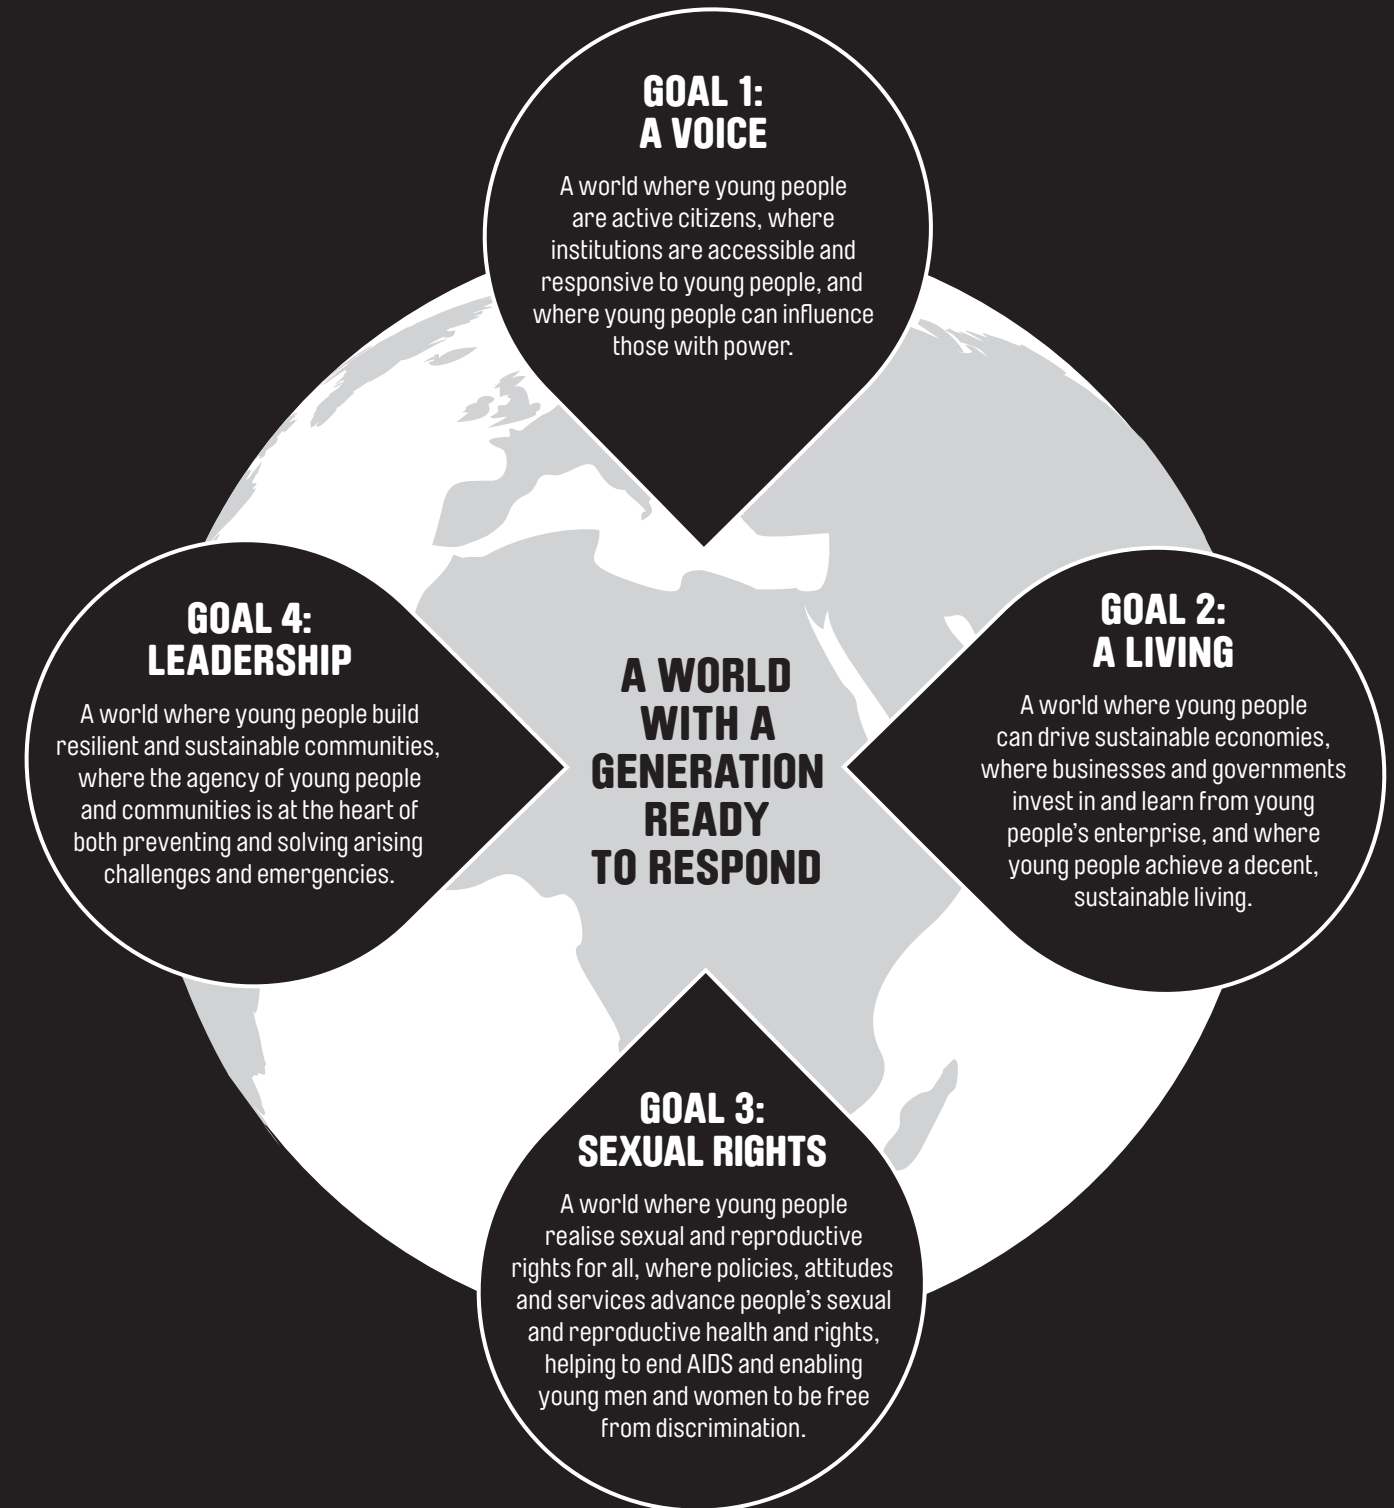 GOAL 1:
A VOICE
A world where young people
are active citizens, where
institutions are accessible and
responsive to young people, and
where young people can influence
those with power.
GOAL 4:
LEADERSHIP
A world where young people build
resilient and sustainable communities,
where the agency of young people
and communities is at the heart of
both preventing and solving arising
challenges and emergencies.
A WORLD
WITH A
GENERATION
READY
TO RESPOND
GOAL 2:
A LIVING
A world where young people
can drive sustainable economies,
where businesses and governments
invest in and learn from young
people's enterprise, and where
young people achieve a decent,
sustainable living.
GOAL 3:
SEXUAL RIGHTS
A world where young people
realise sexual and reproductive
rights for all, where policies, attitudes
and services advance people's sexual
and reproductive health and rights,
helping to end AIDS and enabling
young men and women to be free
from discrimination.